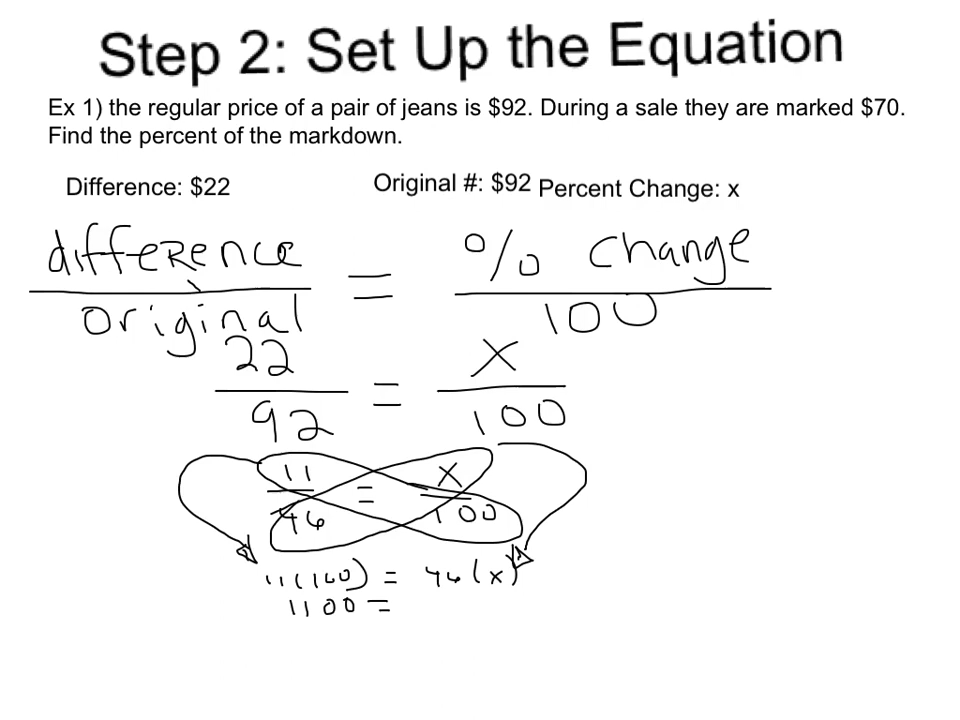 Step 2: Set Up the Equation
Ex 1) the regular price of a pair of jeans is $92. During a sale they are marked $70.
Find the percent of the markdown.
Difference: $22 Original #: $92 Percent Change: x
difference = % change
original 100
22 = x
92 100
11 = x
46 100
11(100) = 46(x)
1100 =